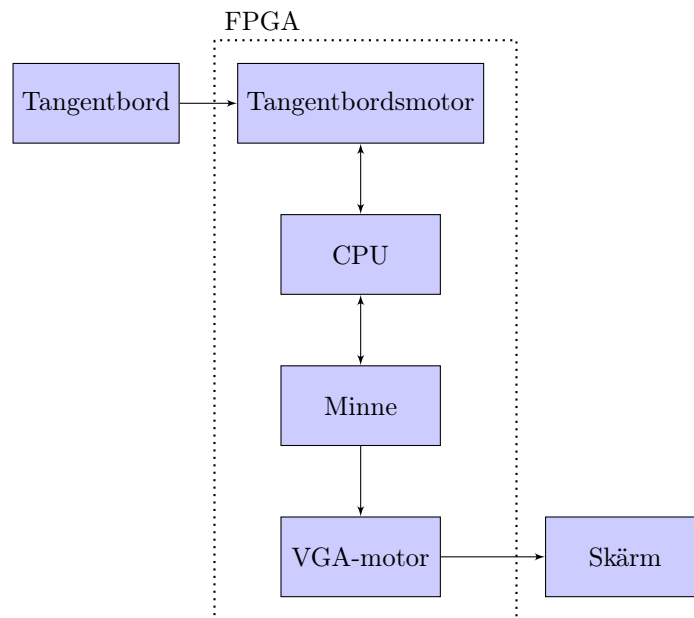 FPGA
Tangentbord
Tangentbordsmotor
CPU
Minne
VGA-motor
Skärm